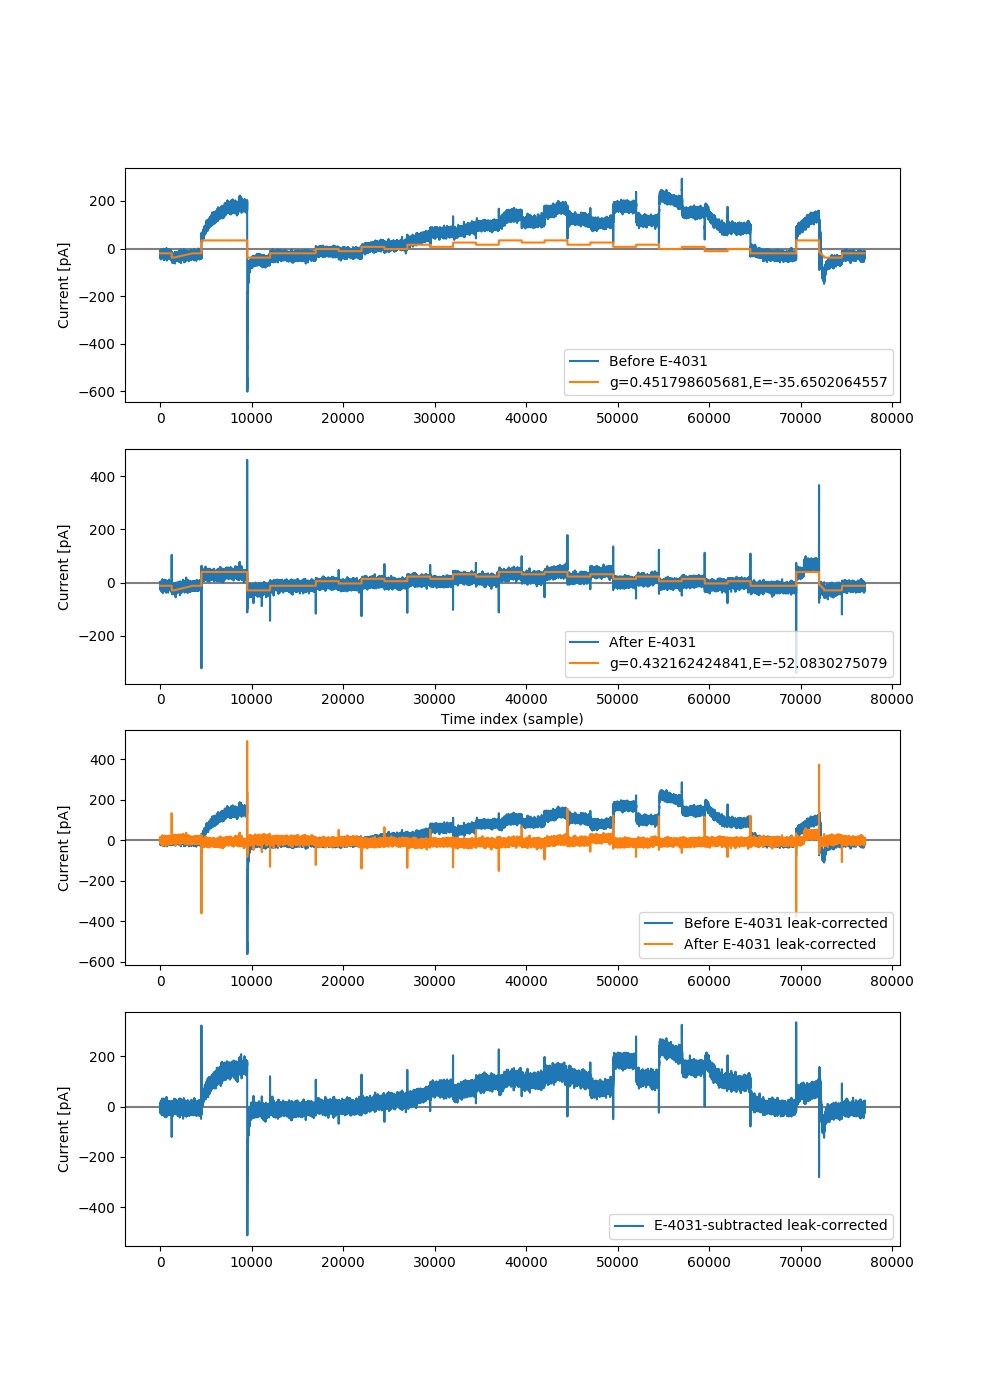 200
0
−200
−400
−600
Current [pA]
Before E-4031
g=0.451798605681,E=-35.6502064557
0 10000 20000 30000 40000 50000 60000 70000 80000
400
200
0
−200
Current [pA]
After E-4031
g=0.432162424841,E=-52.0830275079
0 10000 20000 30000 40000 50000 60000 70000 80000
Time index (sample)
400
200
0
−200
−400
−600
Current [pA]
Before E-4031 leak-corrected
After E-4031 leak-corrected
0 10000 20000 30000 40000 50000 60000 70000 80000
200
0
−200
−400
Current [pA]
E-4031-subtracted leak-corrected
0 10000 20000 30000 40000 50000 60000 70000 80000